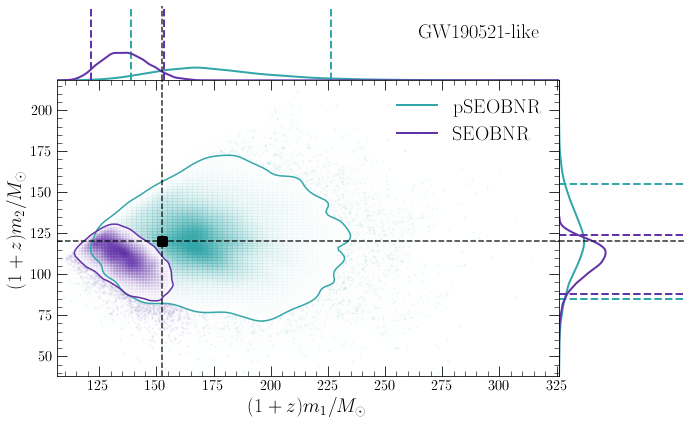 GW190521-like
pSEOBNR
SEOBNR
200
175
150
125
100
75
50
(1 + z)m₂/M⊙
125 150 175 200 225 250 275 300 325
(1 + z)m₁/M⊙